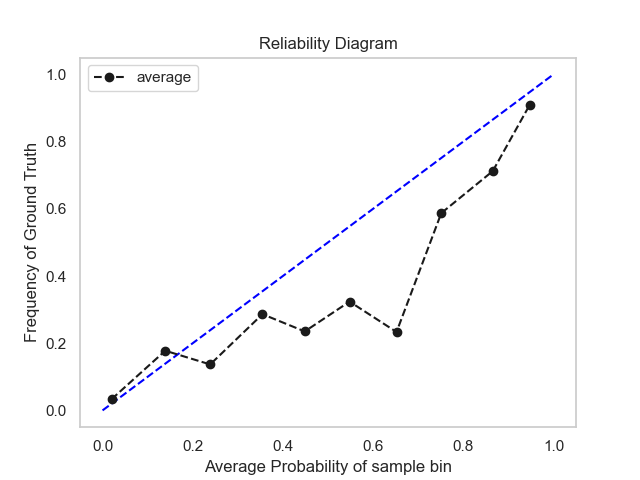 Reliability Diagram
average
Frequency of Ground Truth
1.0
0.8
0.6
0.4
0.2
0.0
0.0 0.2 0.4 0.6 0.8 1.0
Average Probability of sample bin